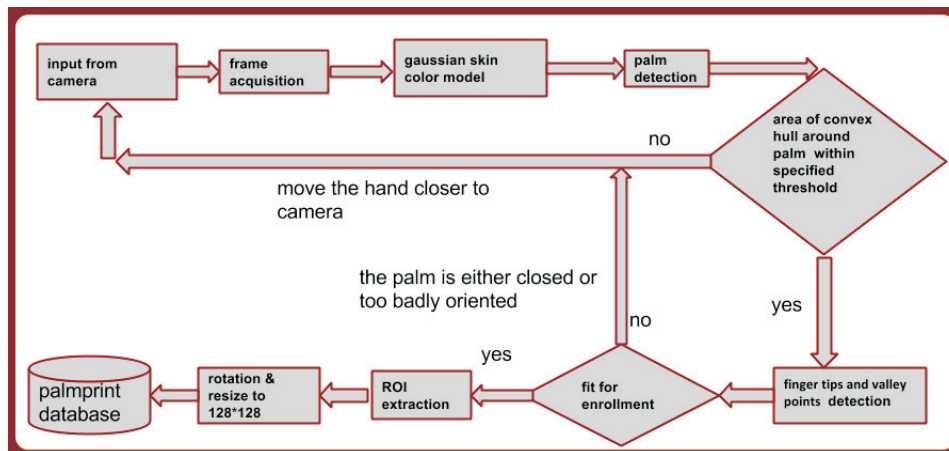 input from
camera
frame
acquisition
gaussian skin
color model
palm
detection
area of convex
hull around
palm within
specified
threshold
no
move the hand closer to
camera
the palm is either closed or
too badly oriented
yes
no
yes
finger tips and valley
points detection
fit for
enrollment
ROI
extraction
rotation &
resize to
128*128
palmprint
database